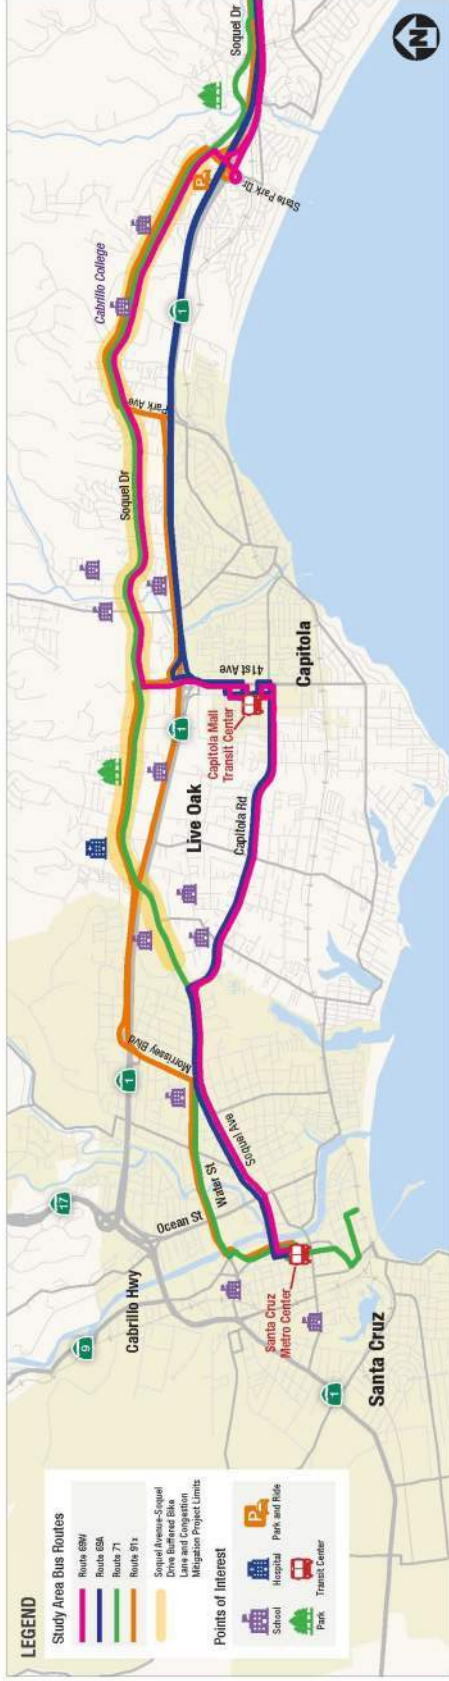 LEGEND
Study Area Bus Routes
Route 69W
Route 69A
Route 71
Route 91x
Soquel Avenue-Soquel
Drive Buffered Bike
Lane and Congestion
Mitigation Project Limits
Points of Interest
School
Hospital
Park and Ride
Park
Transit Center
9
17
1
Cabrillo Hwy
Ocean St
Water St
Santa Cruz
Metro Center
Santa Cruz
1
1
Morrissey Blvd
Soquel Ave
Live Oak
Capitola Rd
1
Capitola Mall
Transit Center
41st Ave
Capitola
Soquel Dr
Park Ave
Cabrillo College
1
P
State Park Dr
Soquel Dr
N